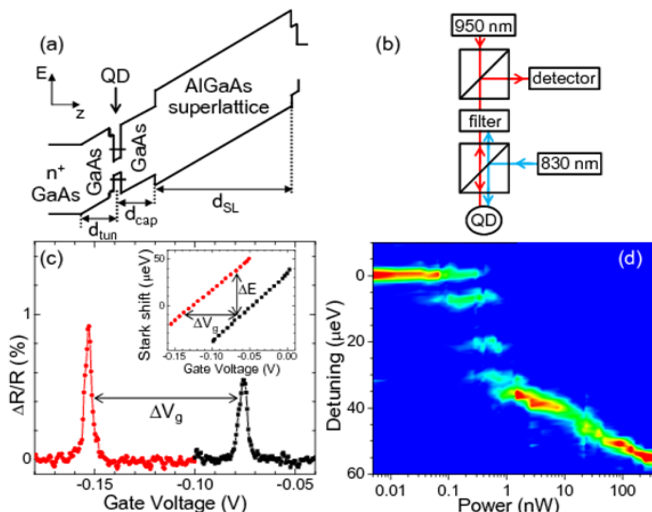 (a)
E
z
QD
AlGaAs
superlattice
GaAs
GaAs
n+
GaAs
d_tun
d_cap
d_SL
(b)
950 nm
detector
filter
830 nm
QD
(c)
ΔR/R (%)
1
0
-0.15
-0.10
-0.05
Gate Voltage (V)
ΔV_g
Stark shift (μeV)
50
0
-50
ΔE
ΔV_g
-0.15
-0.10
-0.05
0.00
Gate Voltage (V)
(d)
Detuning (μeV)
0
20
40
60
0.01
0.1
1
10
100
Power (nW)